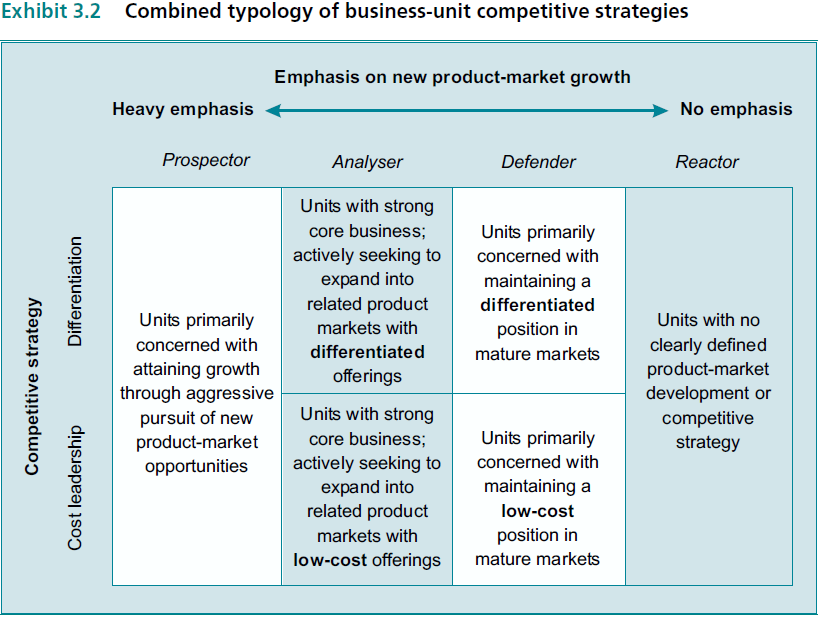 Exhibit 3.2 Combined typology of business-unit competitive strategies
Emphasis on new product-market growth
Heavy emphasis No emphasis
Prospector Analyser Defender Reactor
Competitive strategy
Differentiation
Cost leadership
Units primarily
concerned with
attaining growth
through aggressive
pursuit of new
product-market
opportunities
Units with strong
core business;
actively seeking to
expand into
related product
markets with
differentiated
offerings
Units primarily
concerned with
maintaining a
differentiated
position in
mature markets
Units with no
clearly defined
product-market
development or
competitive
strategy
Units with strong
core business;
actively seeking to
expand into
related product
markets with
low-cost offerings
Units primarily
concerned with
maintaining a
low-cost
position in
mature markets